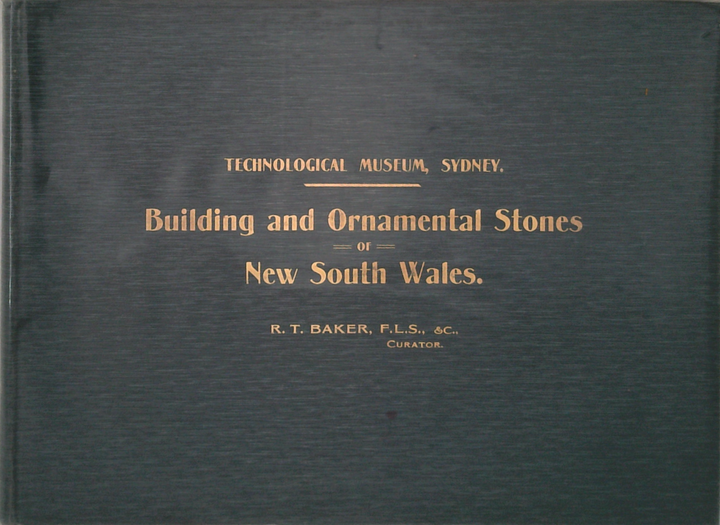 TECHNOLOGICAL MUSEUM, SYDNEY.
Building and Ornamental Stones
OF
New South Wales.
R. T. BAKER, F.L.S., &C.,
CURATOR.